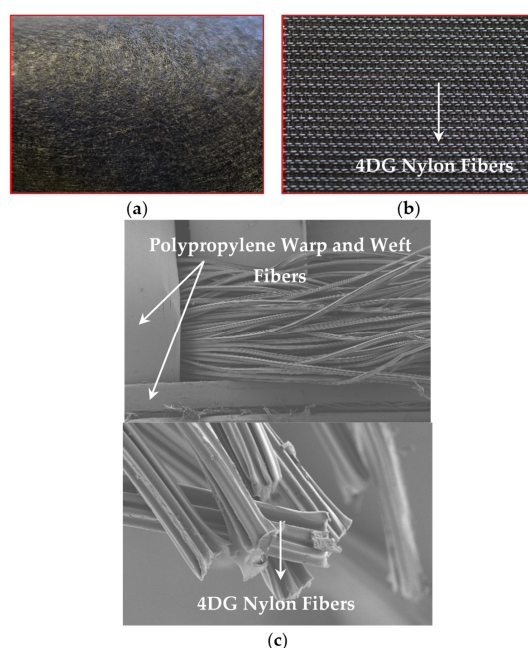 4DG Nylon Fibers
(a)
(b)
Polypropylene Warp and Weft
Fibers
4DG Nylon Fibers
(c)